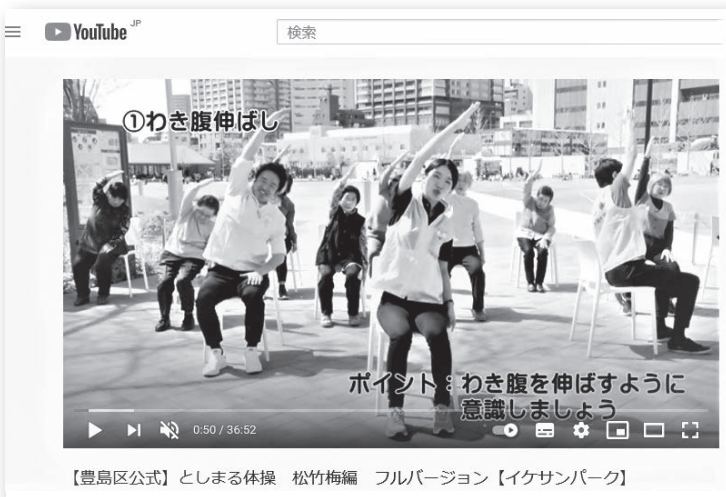 YouTube JP
検索
①わき腹伸ばし
ポイント：わき腹を伸ばすように
意識しましょう
0:50 / 36:52
【豊島区公式】としまる体操　松竹梅編　フルバージョン【イケサンパーク】